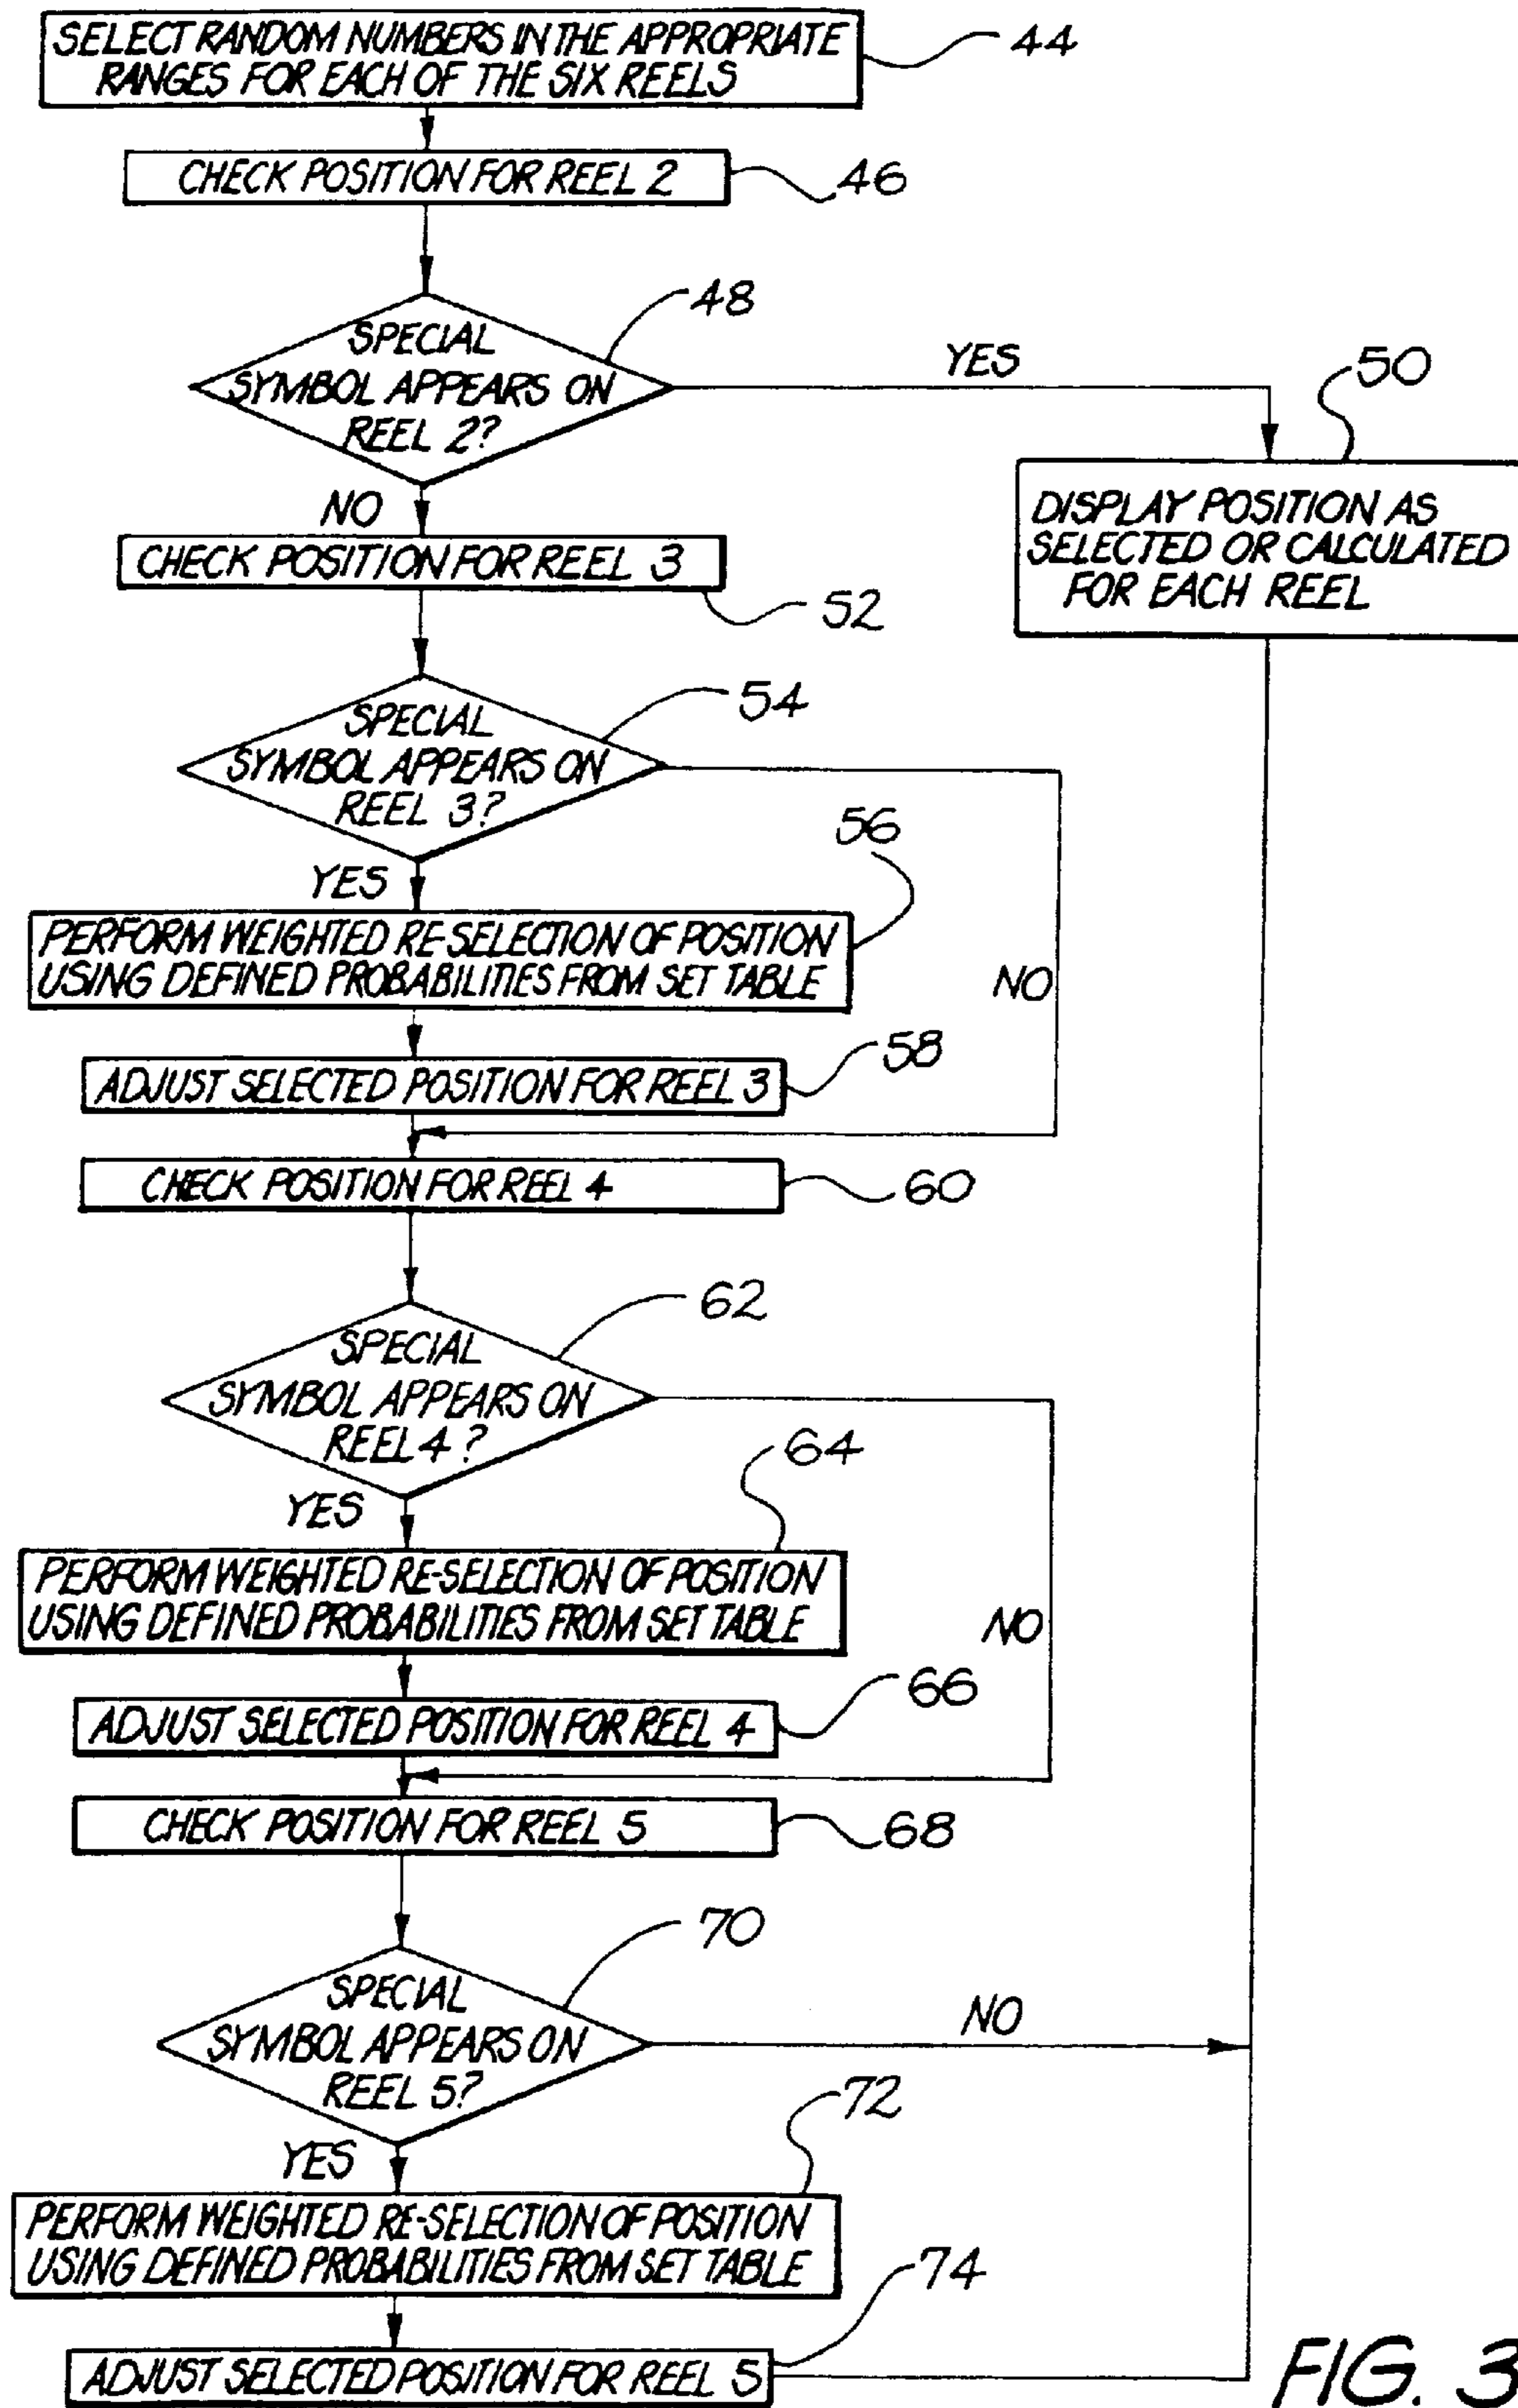 SELECT RANDOM NUMBERS IN THE APPROPRIATE
RANGES FOR EACH OF THE SIX REELS
44
CHECK POSITION FOR REEL 2
46
SPECIAL
SYMBOL APPEARS ON
REEL 2?
48
YES
50
DISPLAY POSITION AS
SELECTED OR CALCULATED
FOR EACH REEL
NO
CHECK POSITION FOR REEL 3
52
SPECIAL
SYMBOL APPEARS ON
REEL 3?
54
YES
NO
56
PERFORM WEIGHTED RE-SELECTION OF POSITION
USING DEFINED PROBABILITIES FROM SET TABLE
58
ADJUST SELECTED POSITION FOR REEL 3
CHECK POSITION FOR REEL 4
60
SPECIAL
SYMBOL APPEARS ON
REEL 4?
62
YES
NO
64
PERFORM WEIGHTED RE-SELECTION OF POSITION
USING DEFINED PROBABILITIES FROM SET TABLE
66
ADJUST SELECTED POSITION FOR REEL 4
CHECK POSITION FOR REEL 5
68
SPECIAL
SYMBOL APPEARS ON
REEL 5?
70
NO
YES
72
PERFORM WEIGHTED RE-SELECTION OF POSITION
USING DEFINED PROBABILITIES FROM SET TABLE
74
ADJUST SELECTED POSITION FOR REEL 5
FIG. 3